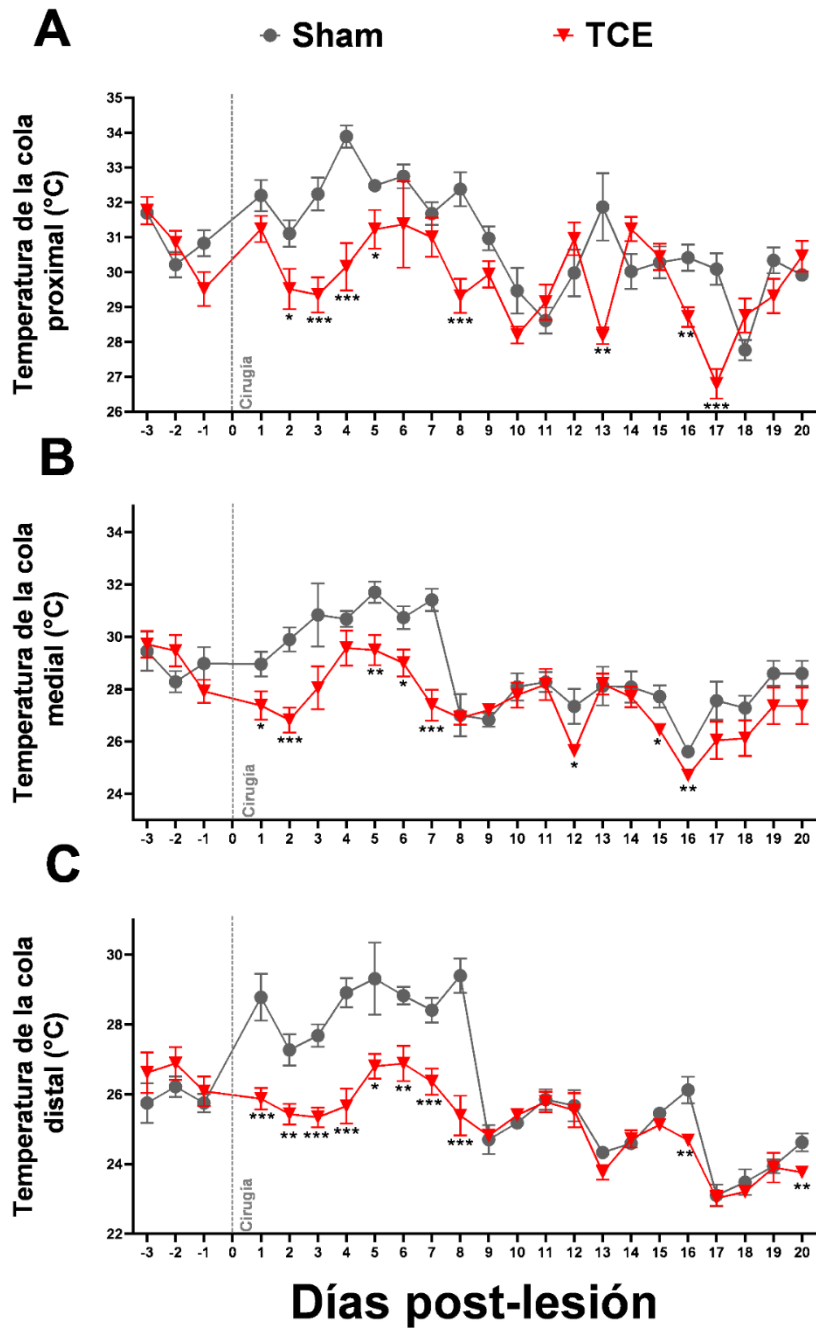 A
Sham TCE
Temperatura de la cola
proximal (°C)
35
34
33
32
31
30
29
28
27
26
Cirugía
* *** *** * *** ** ** ***
-3 -2 -1 0 1 2 3 4 5 6 7 8 9 10 11 12 13 14 15 16 17 18 19 20
B
Temperatura de la cola
medial (°C)
34
32
30
28
26
24
Cirugía
* *** ** * *** * * **
-3 -2 -1 0 1 2 3 4 5 6 7 8 9 10 11 12 13 14 15 16 17 18 19 20
C
Temperatura de la cola
distal (°C)
30
28
26
24
22
Cirugía
*** ** *** *** * ** *** *** ** **
-3 -2 -1 0 1 2 3 4 5 6 7 8 9 10 11 12 13 14 15 16 17 18 19 20
Días post-lesión